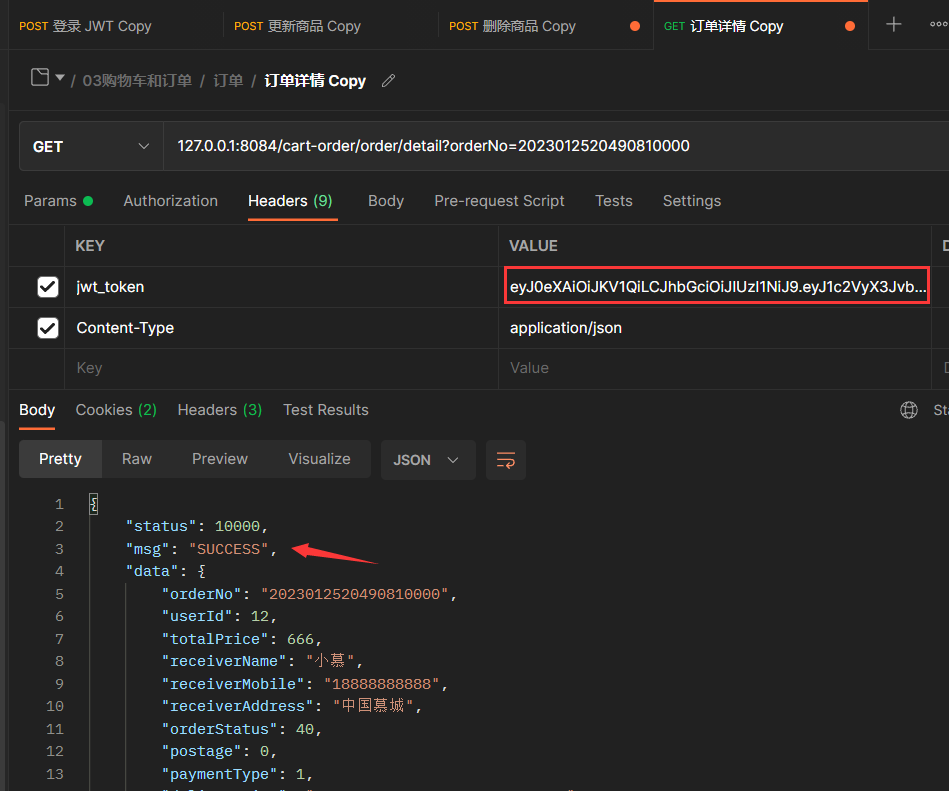 POST 登录 JWT Copy POST 更新商品 Copy POST 删除商品 Copy GET 订单详情 Copy
/ 03购物车和订单 / 订单 / 订单详情 Copy
GET 127.0.0.1:8084/cart-order/order/detail?orderNo=2023012520490810000
Params Authorization Headers (9) Body Pre-request Script Tests Settings
KEY VALUE
jwt_token eyJ0eXAiOiJKV1QiLCJhbGciOiJIUzI1NiJ9.eyJ1c2VyX3Jvb...
Content-Type application/json
Key Value
Body Cookies (2) Headers (3) Test Results
Pretty Raw Preview Visualize JSON
1 {
2 "status": 10000,
3 "msg": "SUCCESS",
4 "data": {
5 "orderNo": "2023012520490810000",
6 "userId": 12,
7 "totalPrice": 666,
8 "receiverName": "小慕",
9 "receiverMobile": "18888888888",
10 "receiverAddress": "中国慕城",
11 "orderStatus": 40,
12 "postage": 0,
13 "paymentType": 1,